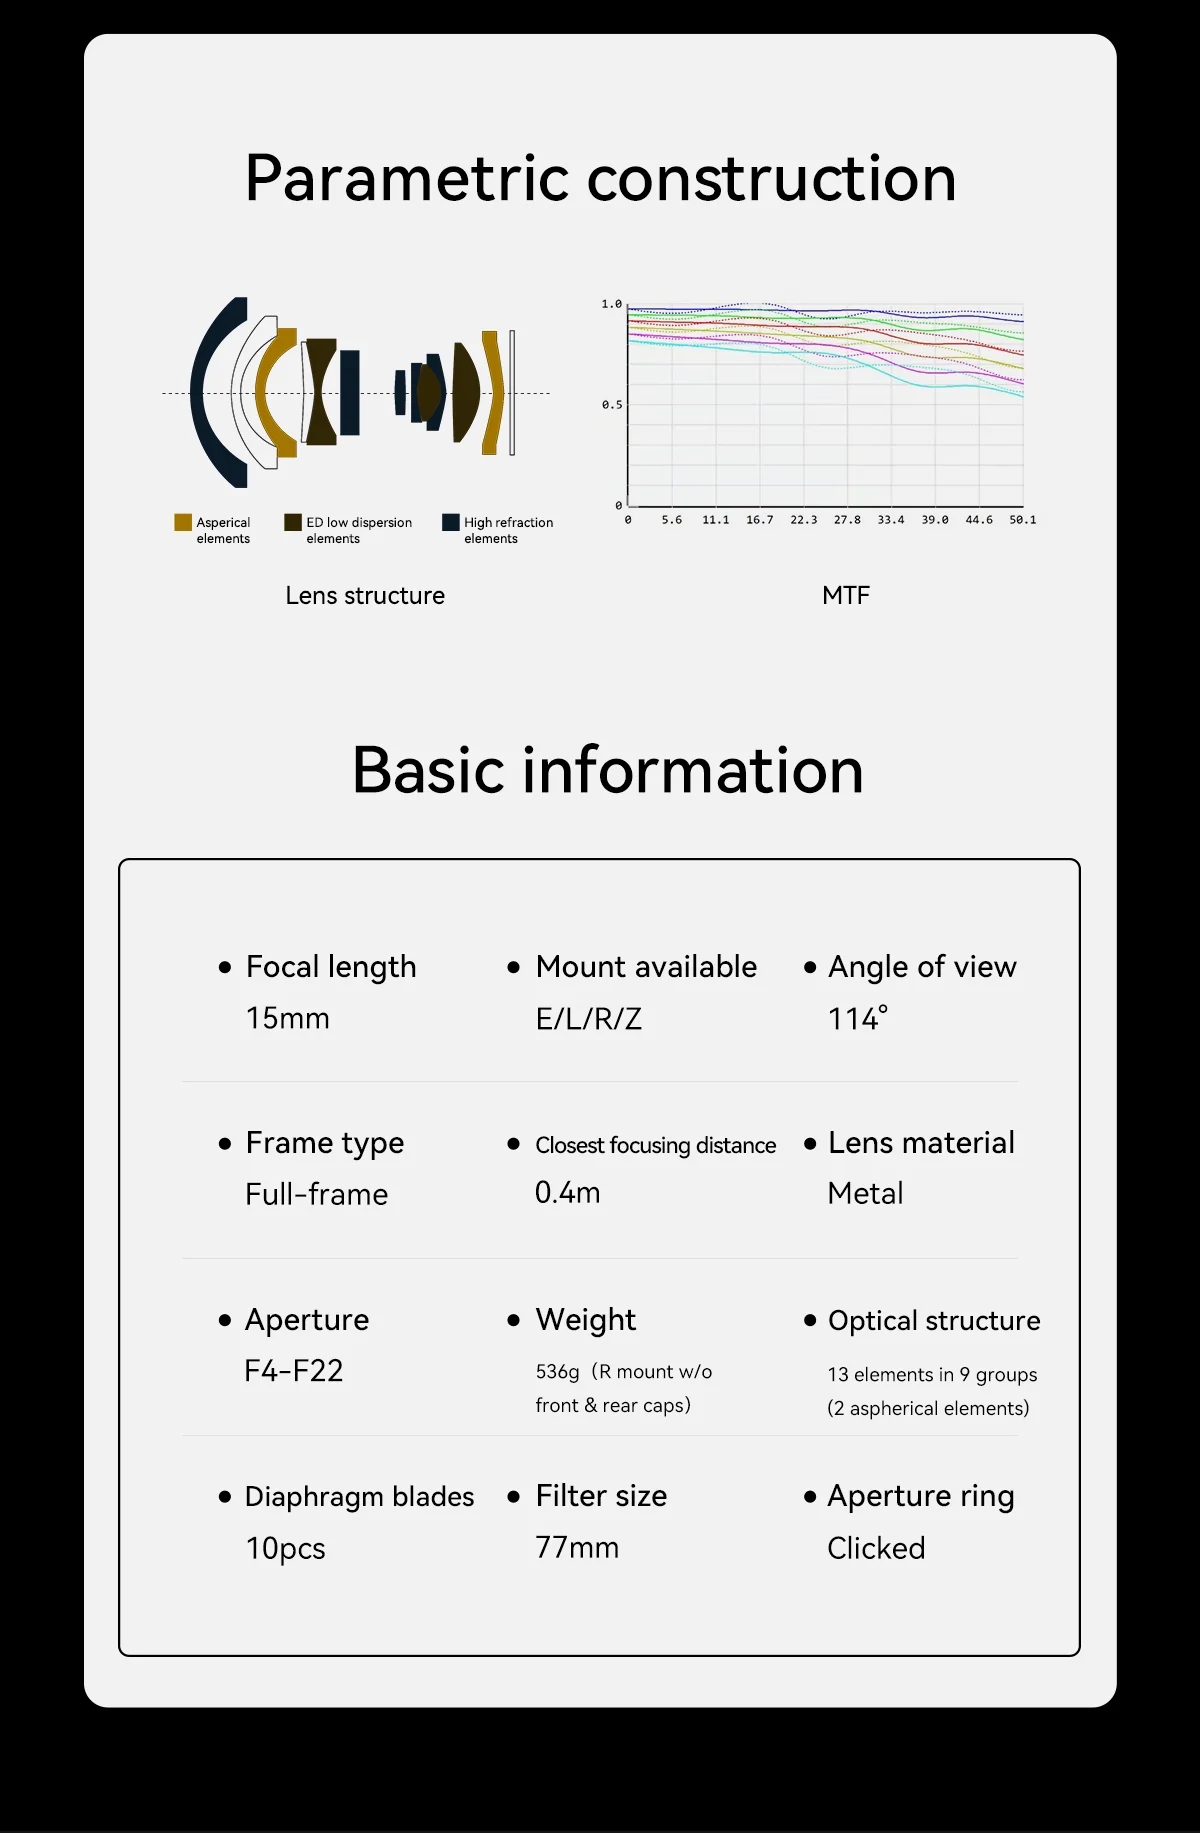 Parametric construction
1.0
0.5
0
0 5.6 11.1 16.7 22.3 27.8 33.4 39.0 44.6 50.1
Asperical
elements
ED low dispersion
elements
High refraction
elements
Lens structure
MTF
Basic information
• Focal length
15mm
• Mount available
E/L/R/Z
• Angle of view
114°
• Frame type
Full-frame
• Closest focusing distance
0.4m
• Lens material
Metal
• Aperture
F4-F22
• Weight
536g（R mount w/o
front & rear caps）
• Optical structure
13 elements in 9 groups
(2 aspherical elements)
• Diaphragm blades
10pcs
• Filter size
77mm
• Aperture ring
Clicked